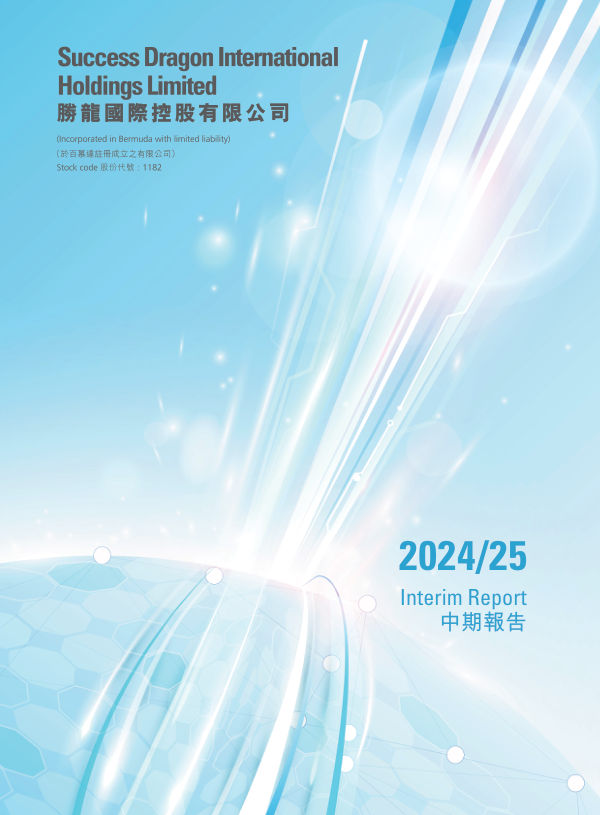 Success Dragon International
Holdings Limited
勝龍國際控股有限公司
(Incorporated in Bermuda with limited liability)
(於百慕達註冊成立之有限公司)
Stock code 股份代號 : 1182
2024/25
Interim Report
中期報告